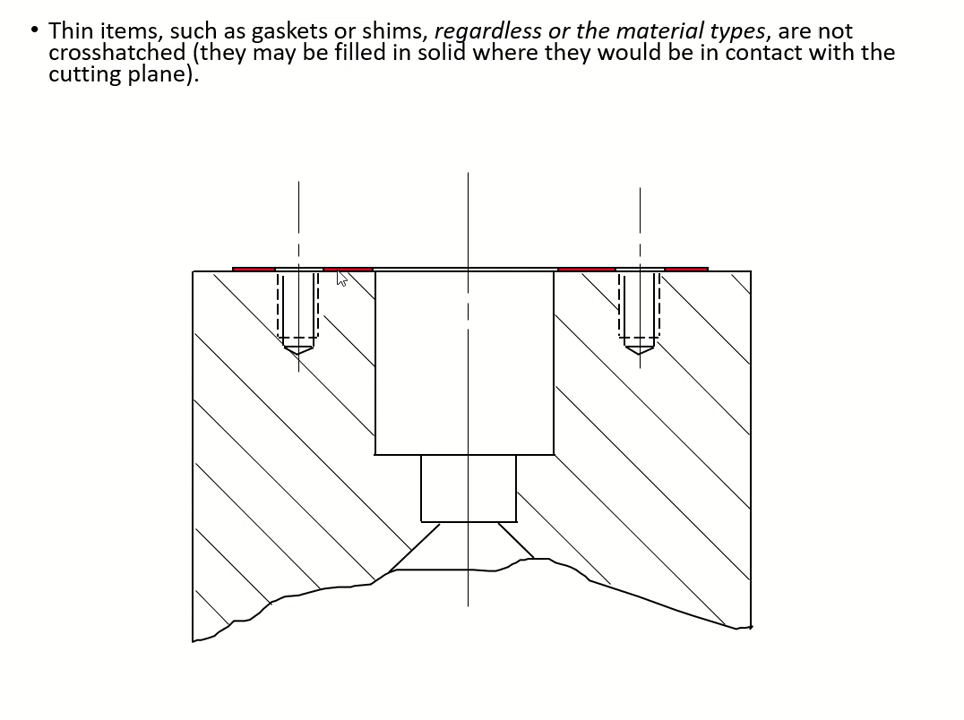 • Thin items, such as gaskets or shims, regardless or the material types, are not
crosshatched (they may be filled in solid where they would be in contact with the
cutting plane).